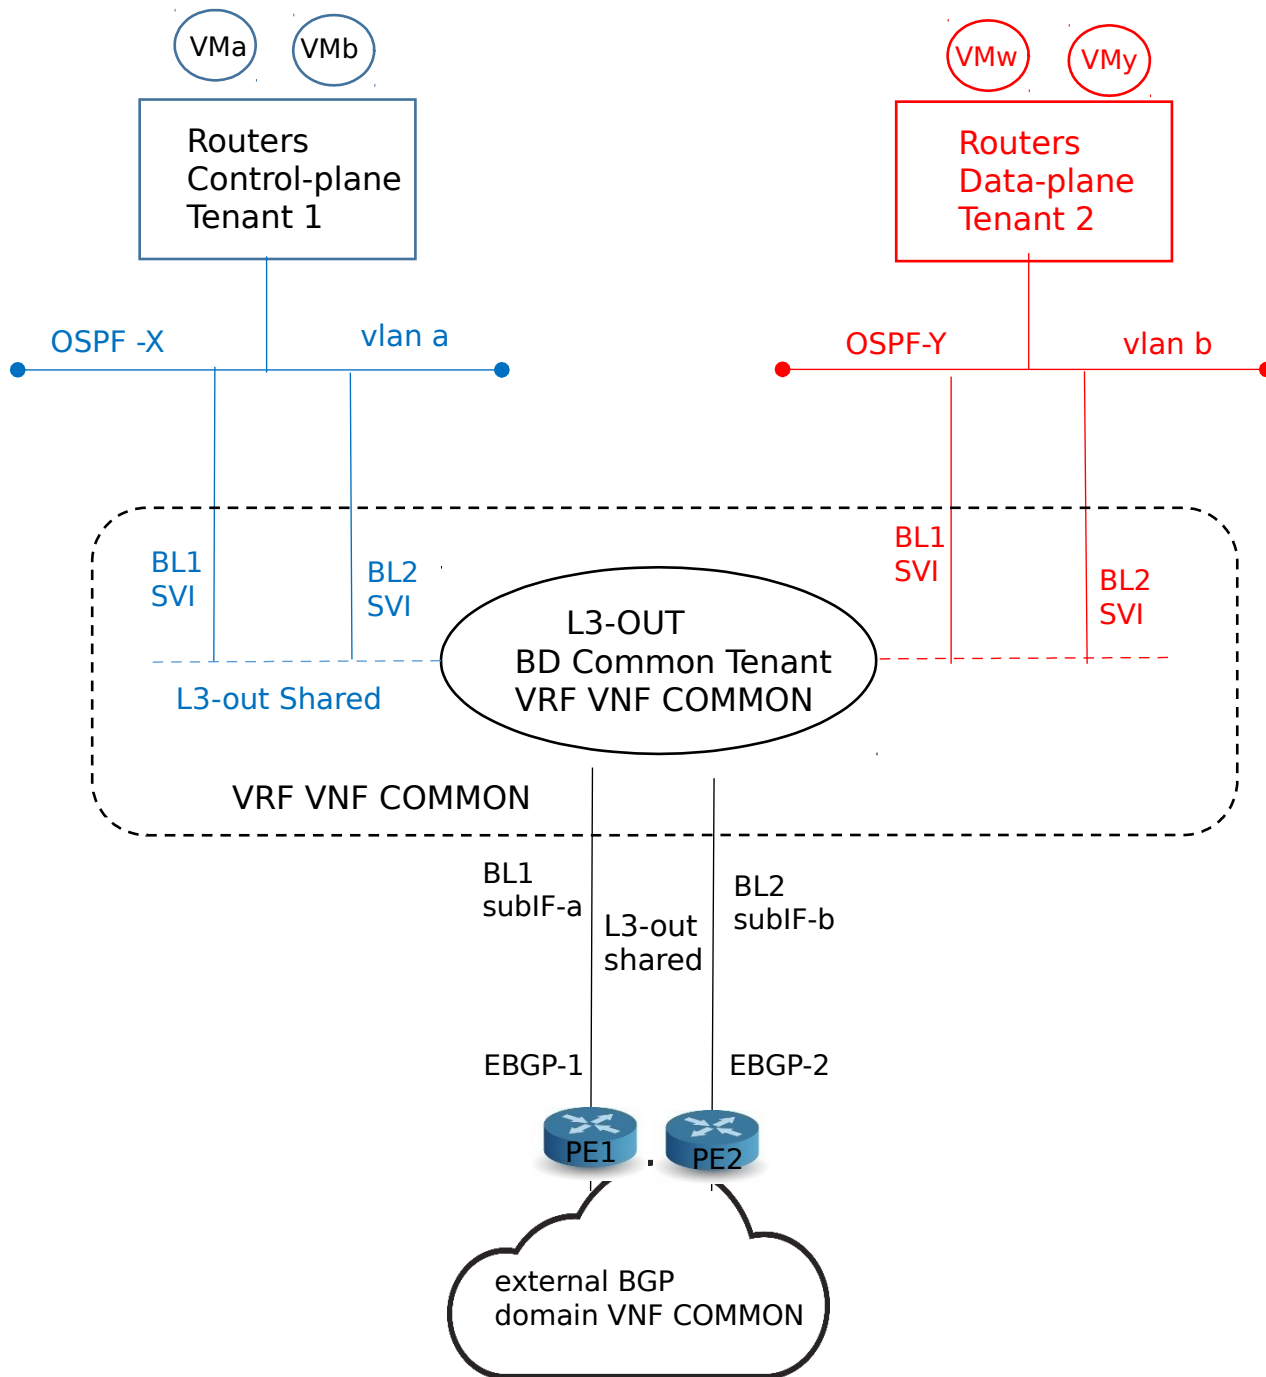 VMa
VMb
VMw
VMy
Routers
Control-plane
Tenant 1
Routers
Data-plane
Tenant 2
OSPF -X
vlan a
OSPF-Y
vlan b
BL1
SVI
BL2
SVI
BL1
SVI
BL2
SVI
L3-OUT
BD Common Tenant
VRF VNF COMMON
L3-out Shared
VRF VNF COMMON
BL1
subIF-a
BL2
subIF-b
L3-out
shared
EBGP-1
EBGP-2
PE1
PE2
external BGP
domain VNF COMMON